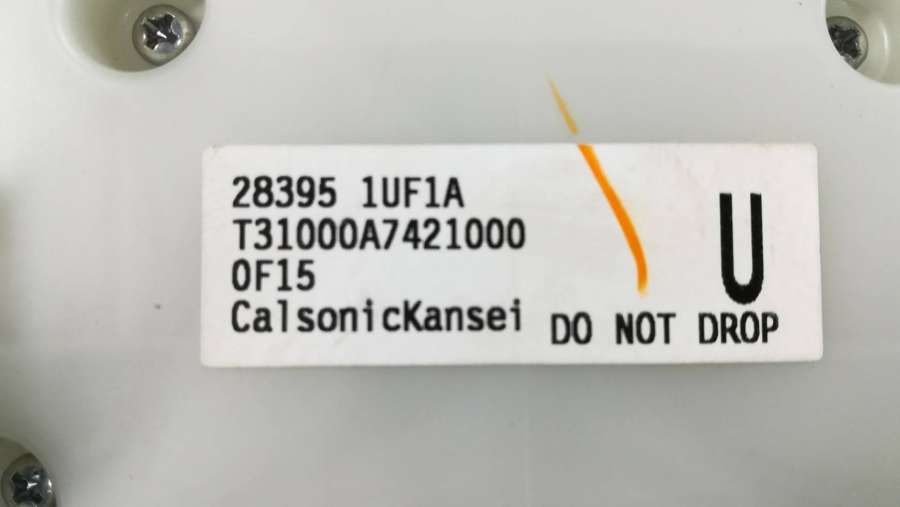 28395 1UF1A
T31000A7421000
0F15
CalsonicKansei
U
DO NOT DROP